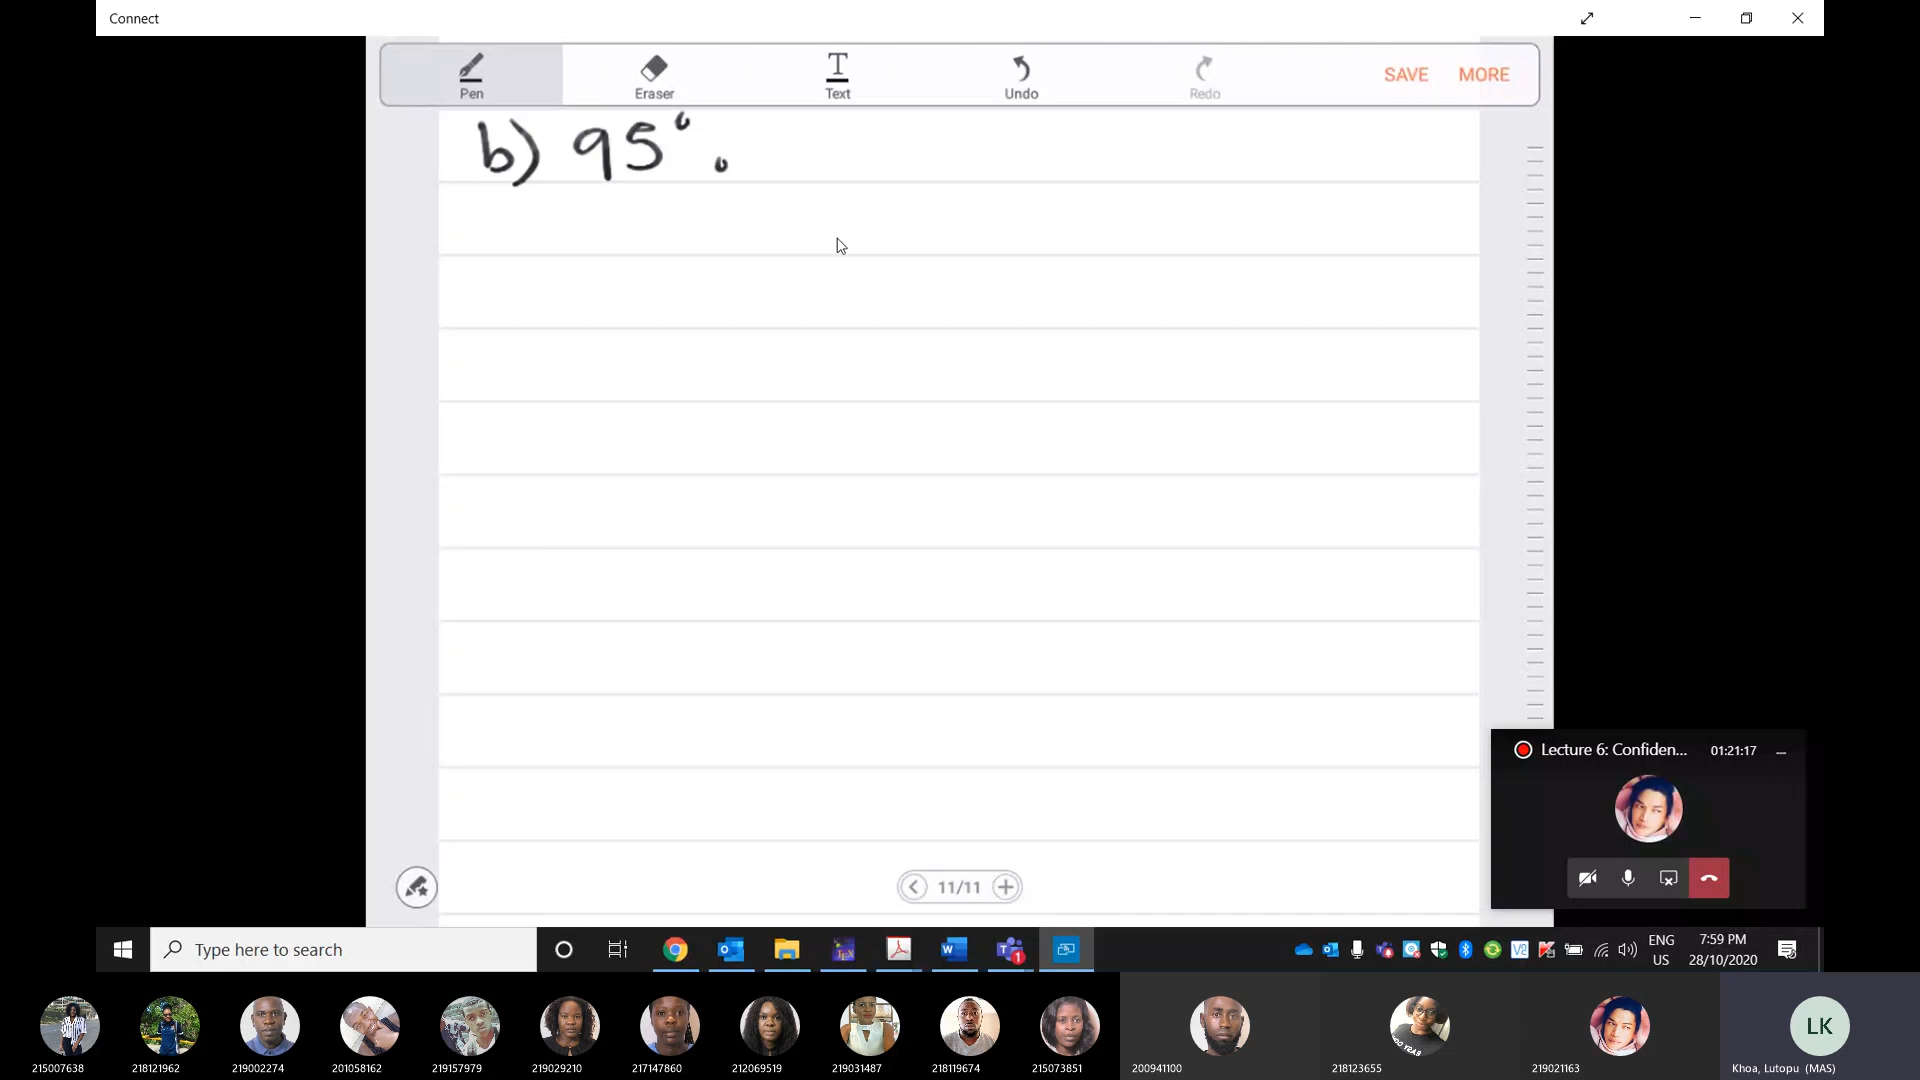 Connect
Pen
Eraser
Text
Undo
Redo
SAVE
MORE
b) 95%
11/11
Lecture 6: Confiden...
01:21:17
Type here to search
1
ENG
US
7:59 PM
28/10/2020
LK
215007638
218121962
219002274
201058162
219157979
219029210
217147860
212069519
219031487
218119674
215073851
200941100
218123655
219021163
Khoa, Lutopu (MAS)